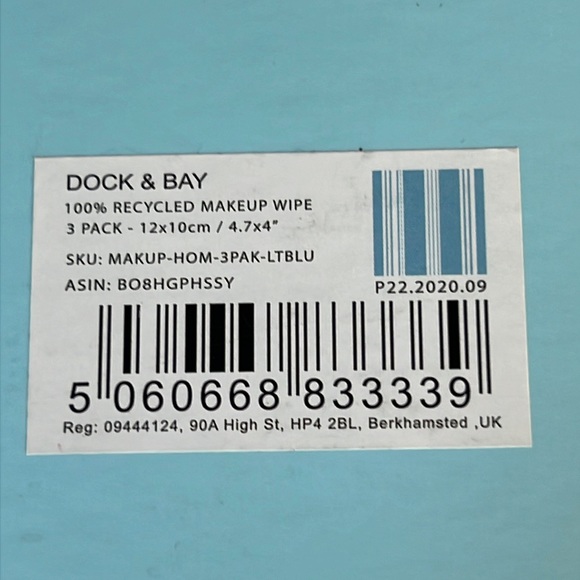 DOCK & BAY
100% RECYCLED MAKEUP WIPE
3 PACK - 12x10cm / 4.7x4"
SKU: MAKUP-HOM-3PAK-LTBLU
ASIN: BO8HGPHSSY
P22.2020.09
5 060668 833339
Reg: 09444124, 90A High St, HP4 2BL, Berkhamsted ,UK